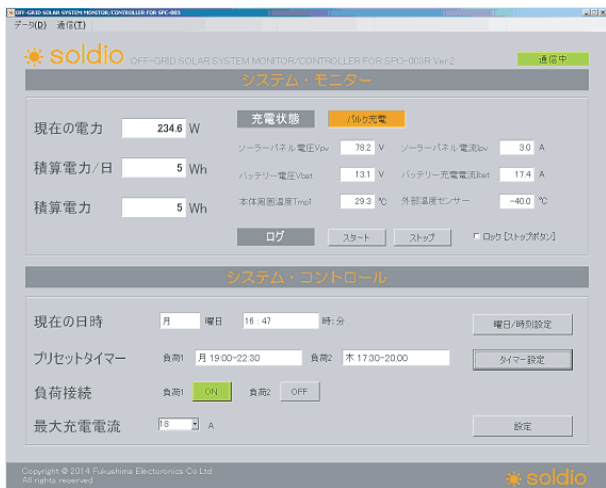 OFF-GRID SOLAR SYSTEM MONITOR/CONTROLLER FOR SPC-003
データ(D) 通信(T)
soldio OFF-GRID SOLAR SYSTEM MONITOR/CONTROLLER FOR SPC-003R Ver.2 通信中
システム・モニター
現在の電力 234.6 W
充電状態 バルク充電
ソーラーパネル電圧Vpv 78.2 V ソーラーパネル電流Ipv 3.0 A
積算電力/日 5 Wh
バッテリー電圧Vbat 13.1 V バッテリー充電電流Ibat 17.4 A
本体周囲温度Tmp1 29.3 ℃ 外部温度センサー -40.0 ℃
積算電力 5 Wh
ログ スタート ストップ ロック [ストップボタン]
システム・コントロール
現在の日時 月 曜日 16:47 時:分 曜日/時刻設定
プリセットタイマー 負荷1 月 19:00-22:30 負荷2 木 17:30-20:00 タイマー設定
負荷接続 負荷1 ON 負荷2 OFF
最大充電電流 18 A 設定
Copyright © 2014 Fukushima Electoronics Co.Ltd
All rights reserved
soldio